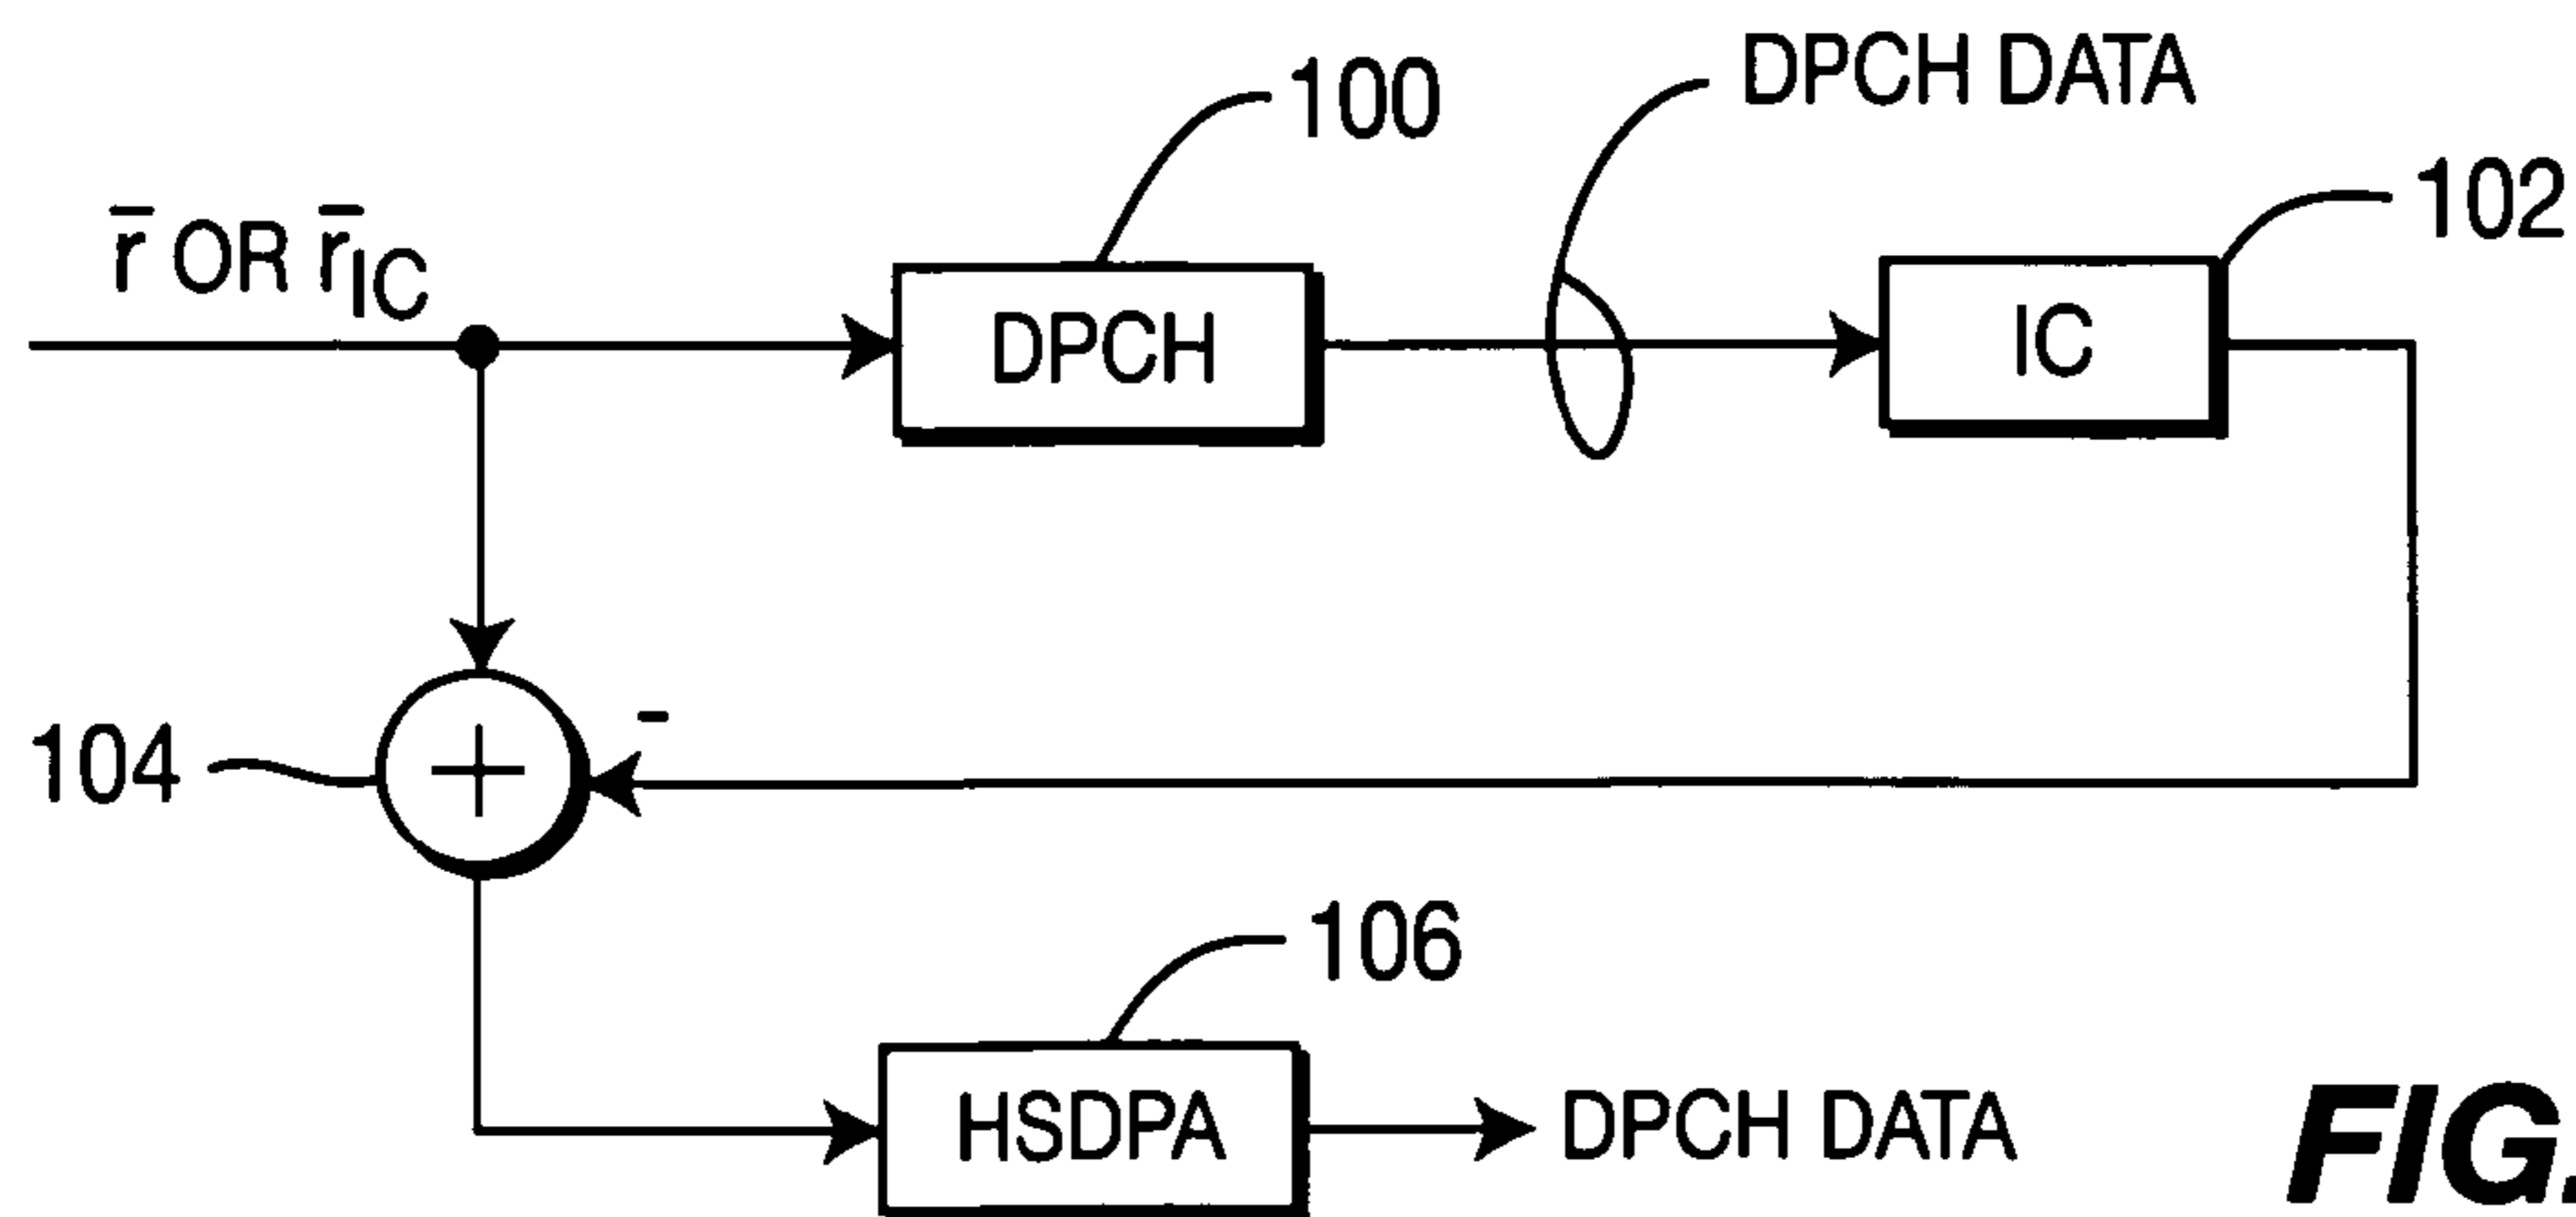 100
DPCH DATA
102
r̄ OR r̄IC
DPCH
IC
-
104
+
106
HSDPA
DPCH DATA
FIG.